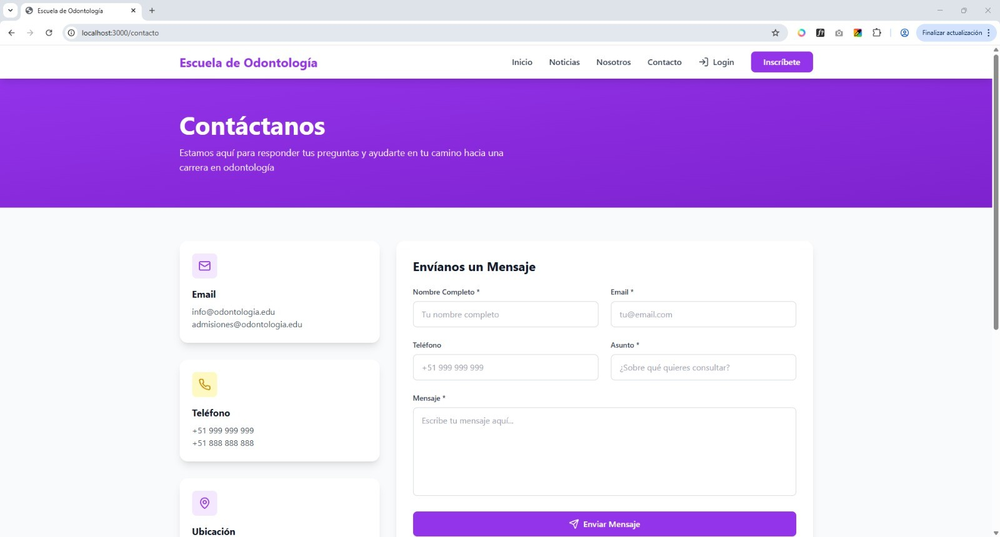 Escuela de Odontología
localhost:3000/contacto
Finalizar actualización
Escuela de Odontología
Inicio
Noticias
Nosotros
Contacto
Login
Inscríbete
Contáctanos
Estamos aquí para responder tus preguntas y ayudarte en tu camino hacia una
carrera en odontología
Email
info@odontologia.edu
admisiones@odontologia.edu
Teléfono
+51 999 999 999
+51 888 888 888
Ubicación
Envíanos un Mensaje
Nombre Completo *
Tu nombre completo
Email *
tu@email.com
Teléfono
+51 999 999 999
Asunto *
¿Sobre qué quieres consultar?
Mensaje *
Escribe tu mensaje aquí...
Enviar Mensaje